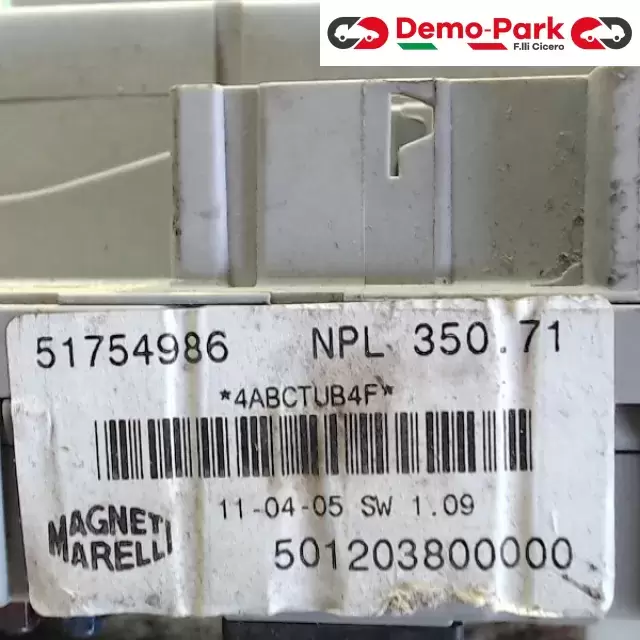 Demo-Park
F.lli Cicero
51754986 NPL 350.71
*4ABCTUB4F*
11-04-05 SW 1.09
MAGNETI
MARELLI
501203800000